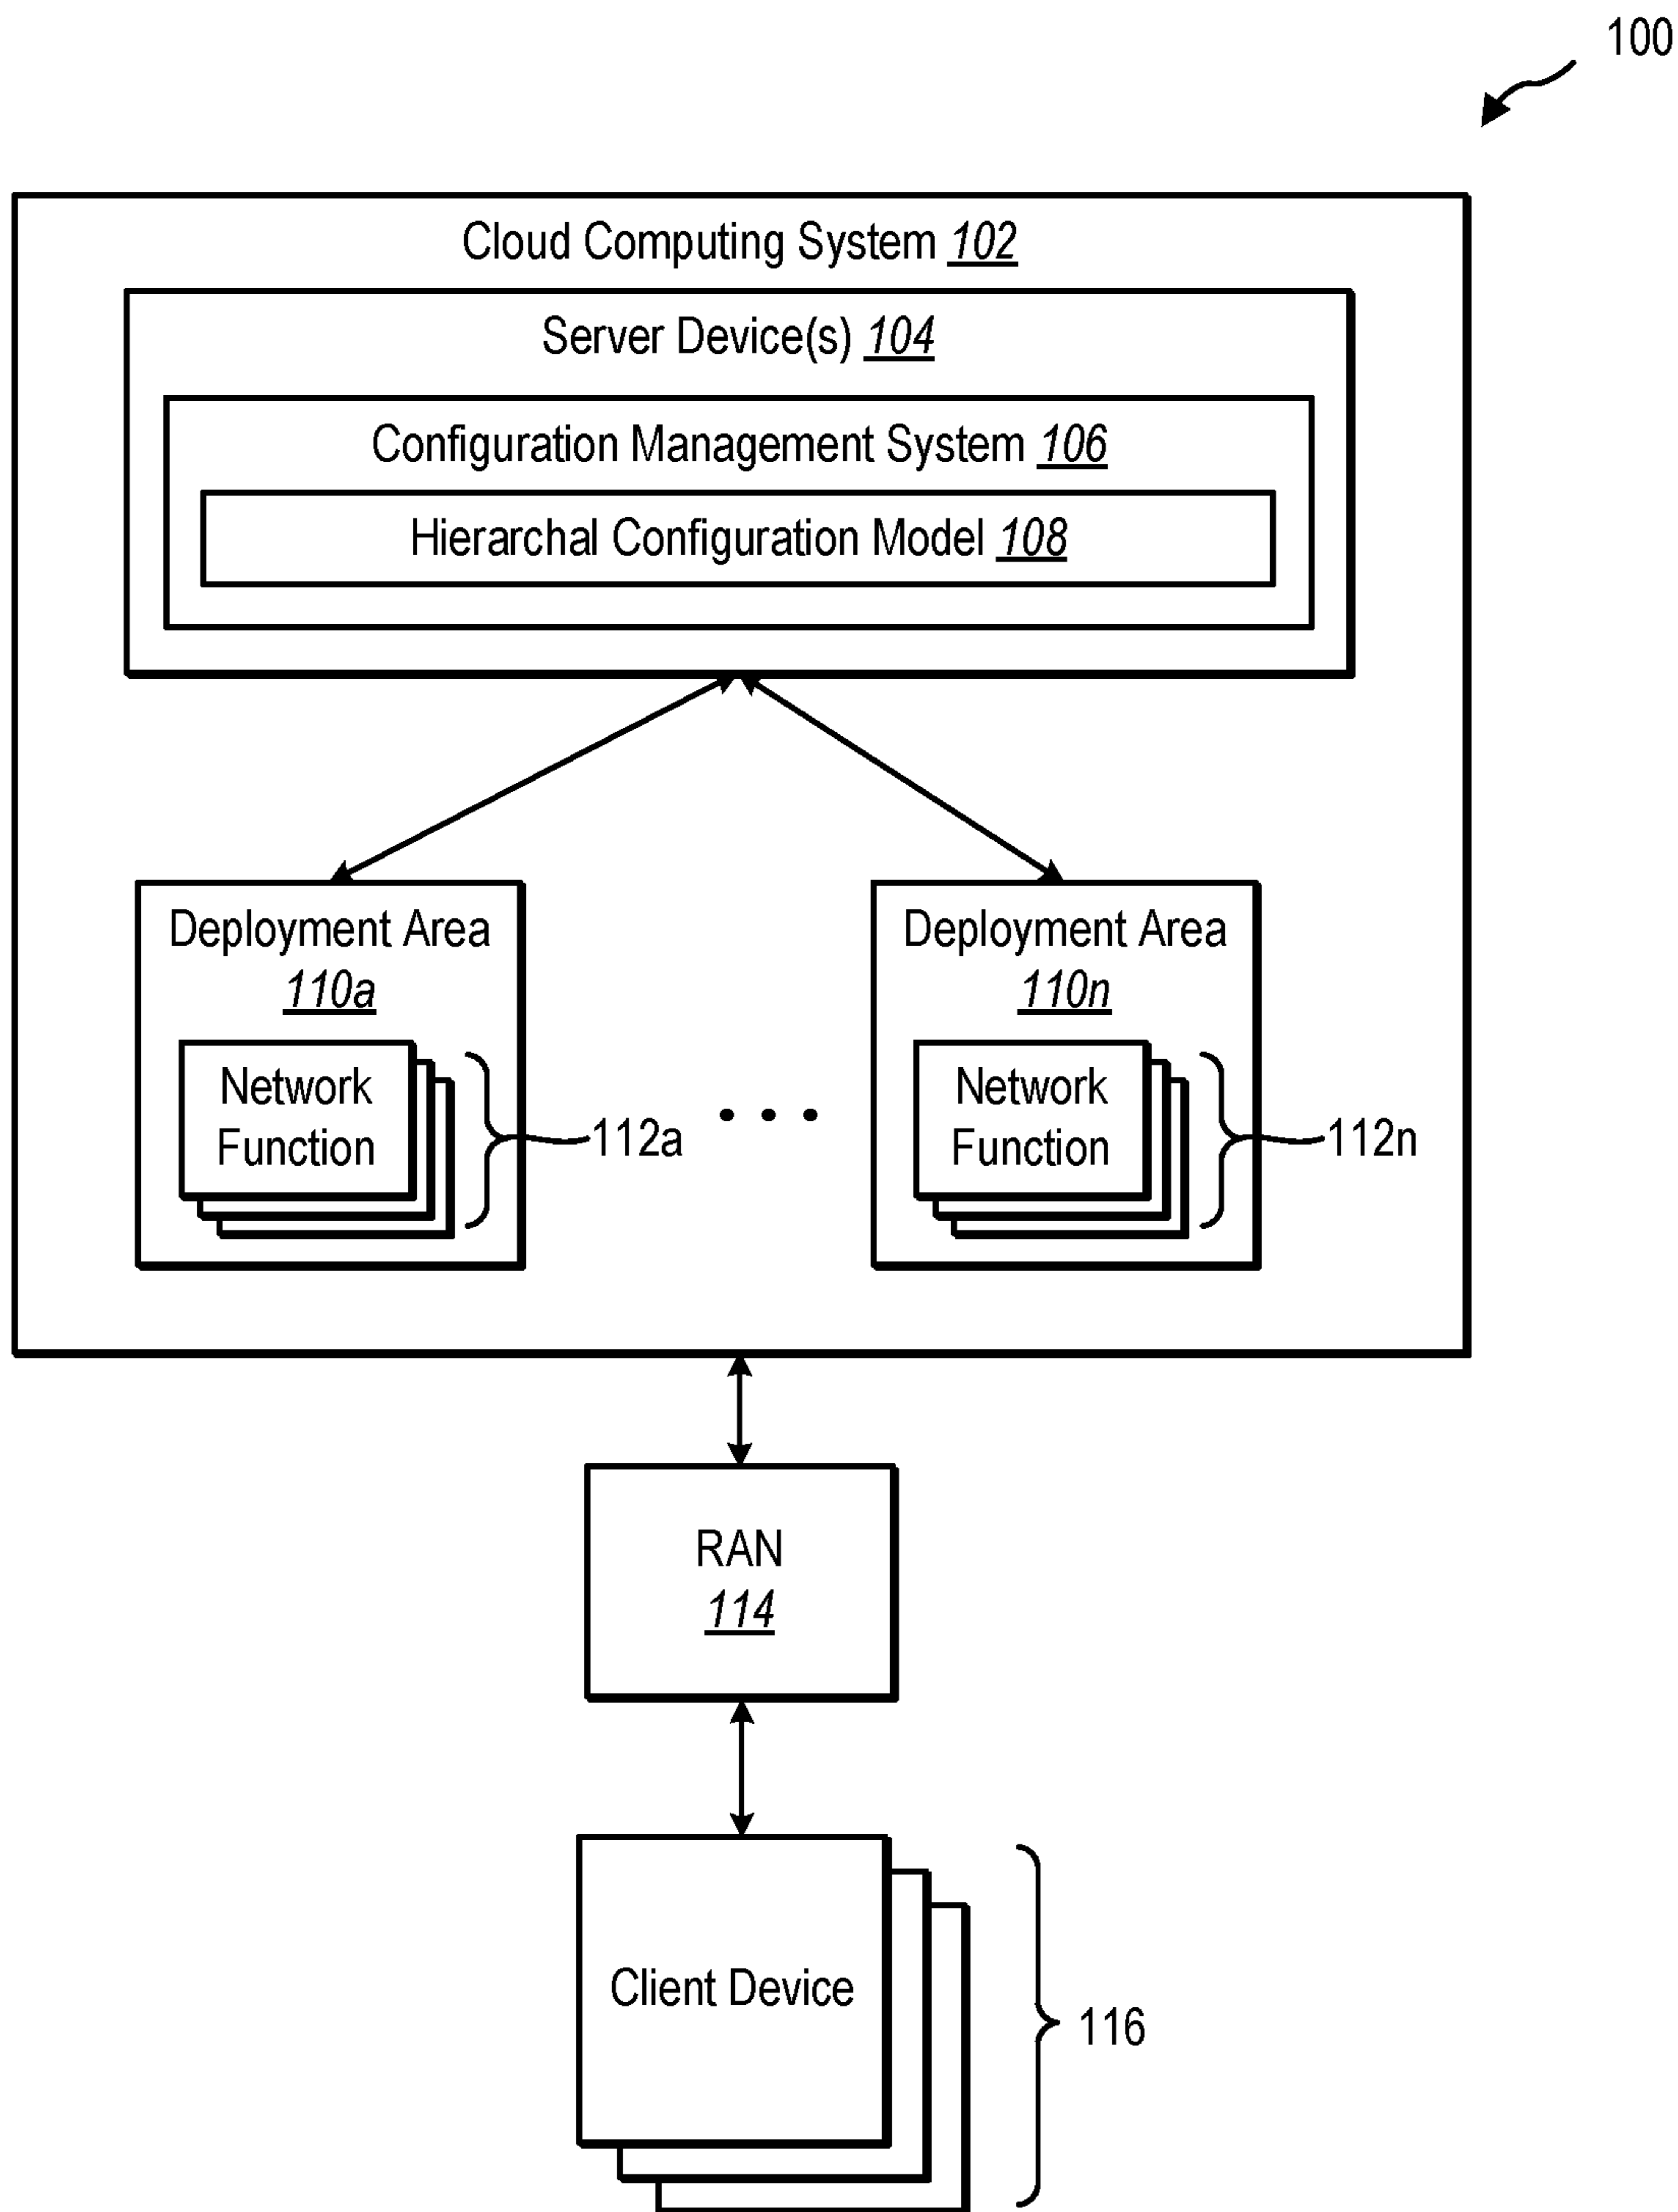 100
Cloud Computing System 102
Server Device(s) 104
Configuration Management System 106
Hierarchal Configuration Model 108
Deployment Area
110a
Network
Function
112a
. . .
Deployment Area
110n
Network
Function
112n
RAN
114
Client Device
116